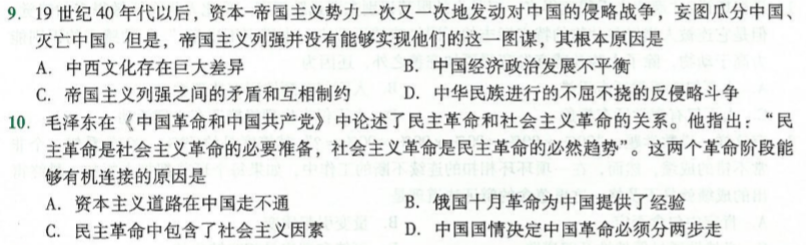 9. 19 世纪 40 年代以后，资本-帝国主义势力一次又一次地发动对中国的侵略战争，妄图瓜分中国、
灭亡中国。但是，帝国主义列强并没有能够实现他们的这一图谋，其根本原因是
A. 中西文化存在巨大差异 B. 中国经济政治发展不平衡
C. 帝国主义列强之间的矛盾和互相制约 D. 中华民族进行的不屈不挠的反侵略斗争
10. 毛泽东在《中国革命和中国共产党》中论述了民主革命和社会主义革命的关系。他指出：“民
主革命是社会主义革命的必要准备，社会主义革命是民主革命的必然趋势”。这两个革命阶段能
够有机连接的原因是
A. 资本主义道路在中国走不通 B. 俄国十月革命为中国提供了经验
C. 民主革命中包含了社会主义因素 D. 中国国情决定中国革命必须分两步走